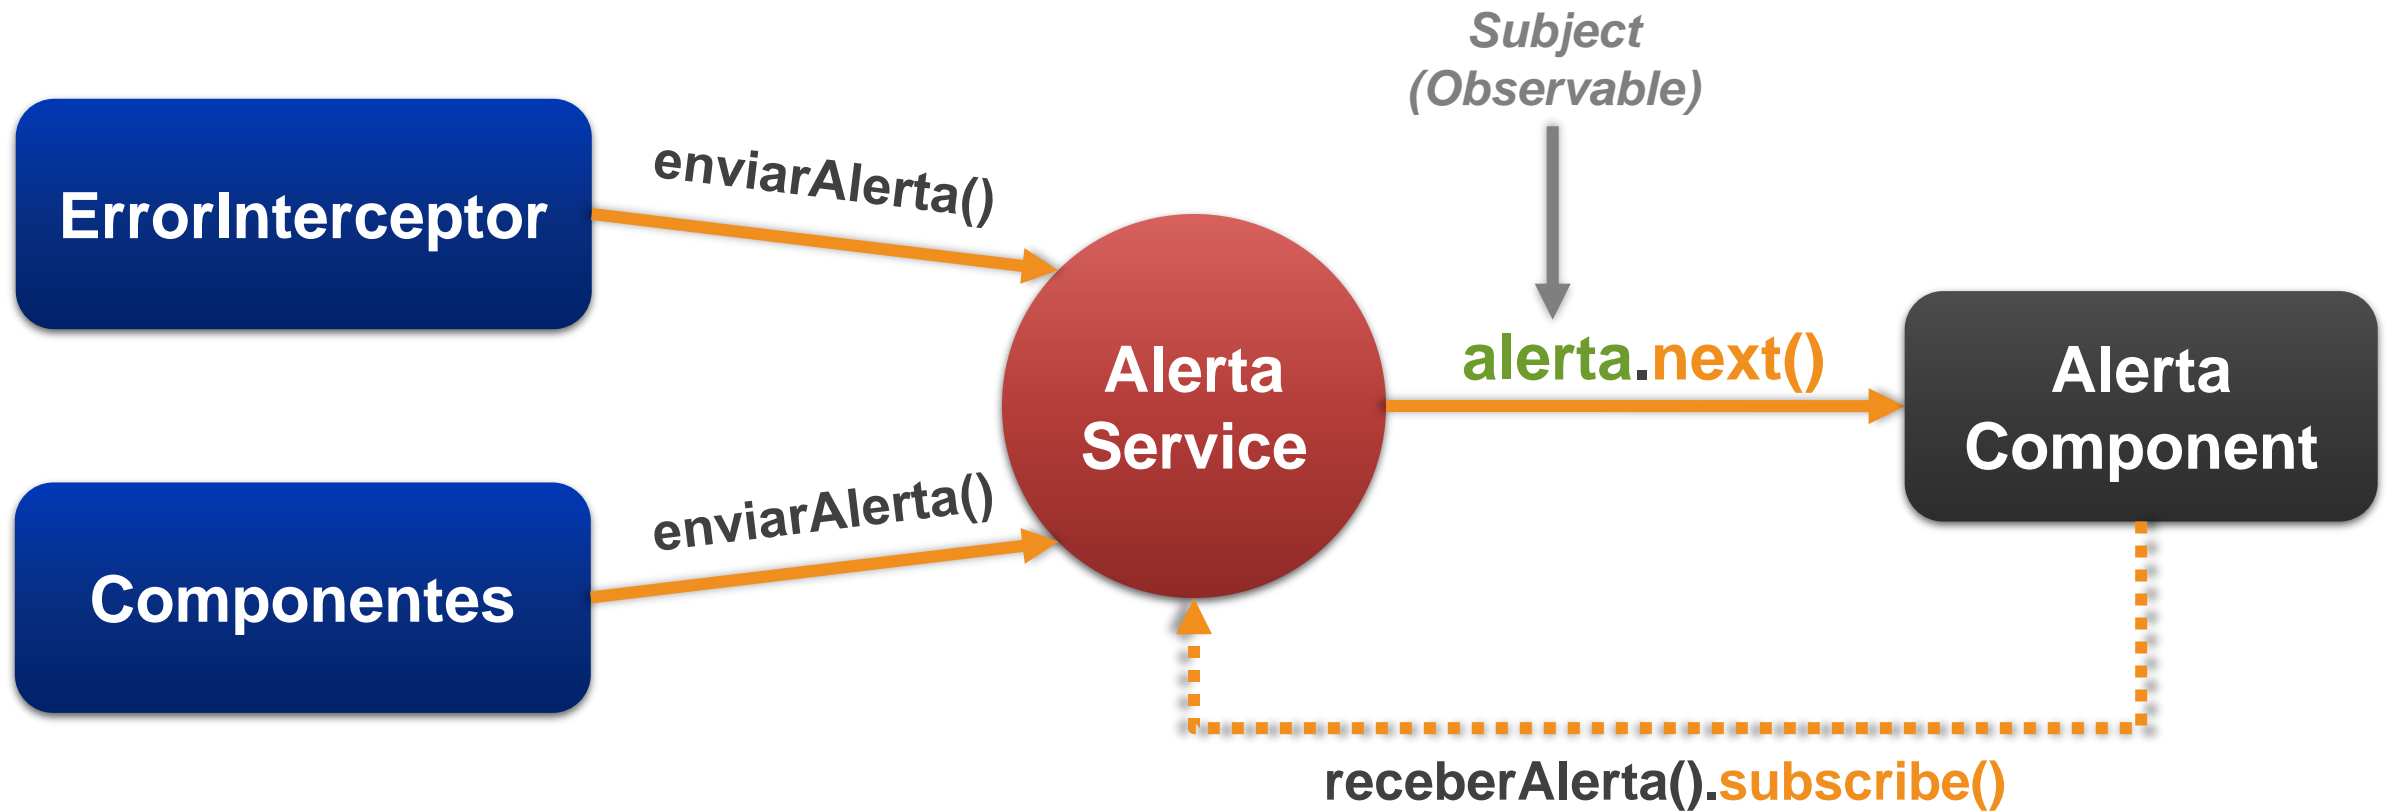 Subject
(Observable)
ErrorInterceptor
enviarAlerta()
Alerta
Service
alerta.next()
Alerta
Component
Componentes
enviarAlerta()
receberAlerta().subscribe()